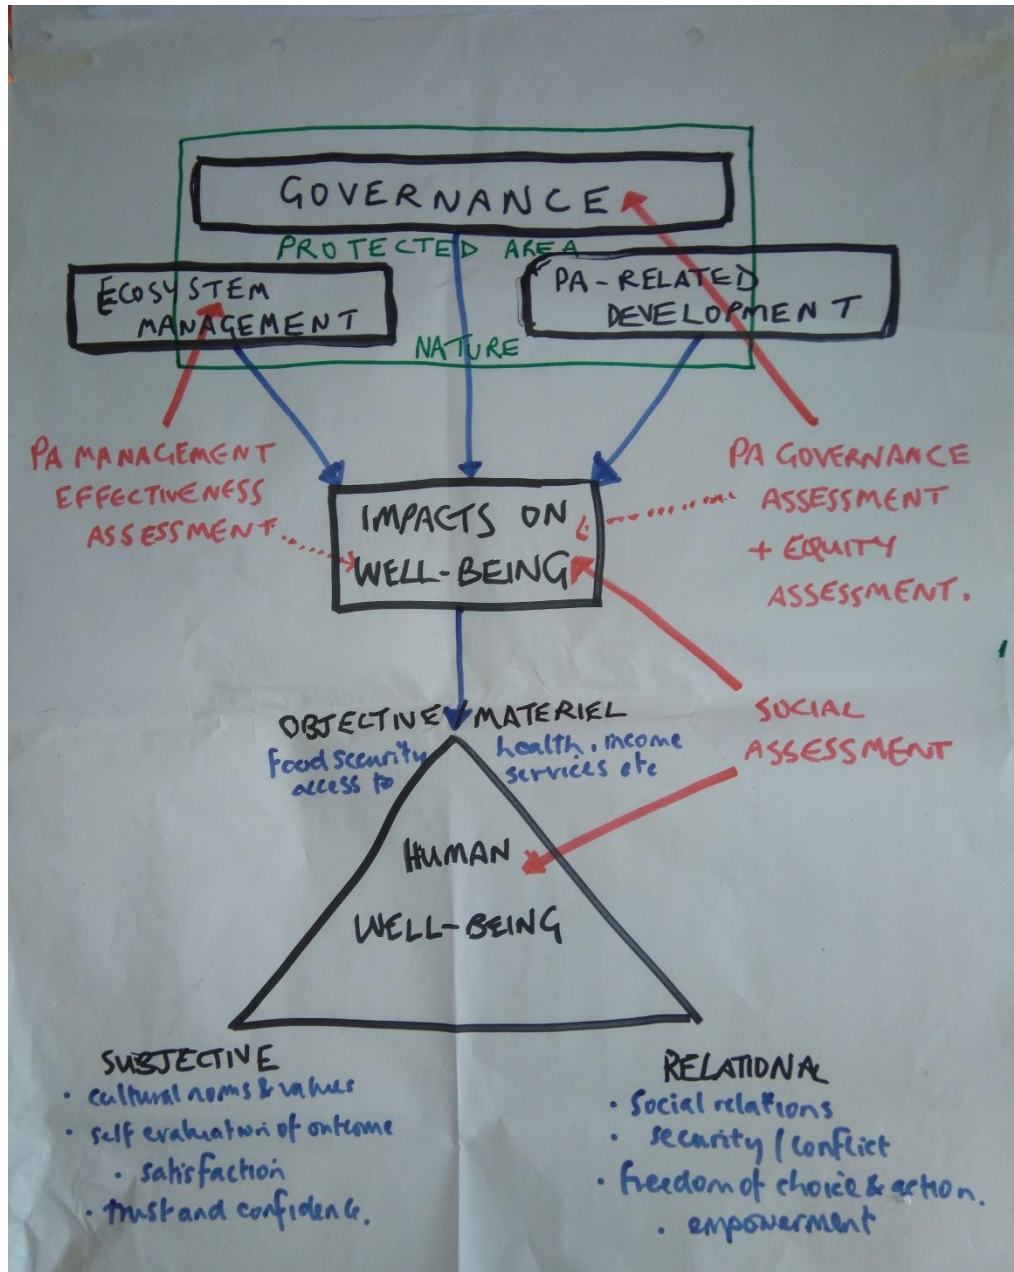 GOVERNANCE
PROTECTED AREA
ECOSYSTEM
MANAGEMENT
PA-RELATED
DEVELOPMENT
NATURE
PA MANAGEMENT
EFFECTIVENESS
ASSESSMENT
IMPACTS ON
WELL-BEING
PA GOVERNANCE
ASSESSMENT
+ EQUITY
ASSESSMENT.
SOCIAL
ASSESSMENT
OBJECTIVE/MATERIEL
food security health, income
access to services etc
HUMAN
WELL-BEING
SUBJECTIVE
• cultural noms & values
• self evaluation of outcome
• satisfaction
• trust and confidence.
RELATIONAL
• social relations
• security / conflict
• freedom of choice & action.
• empowerment